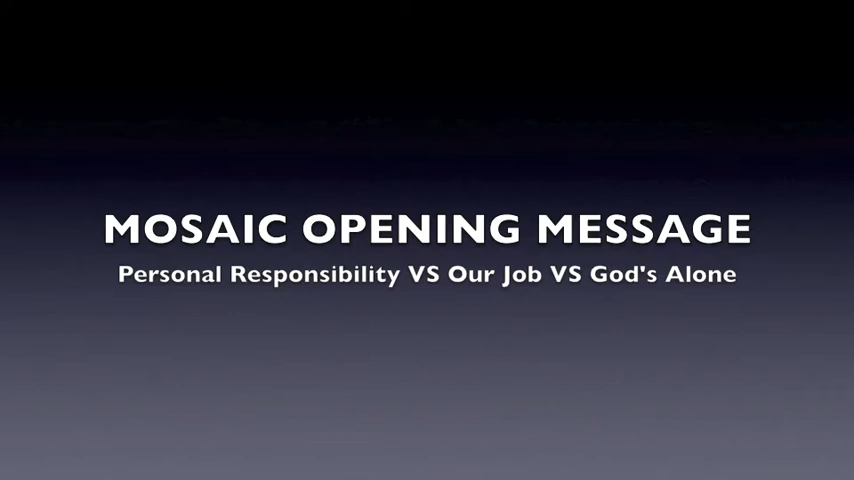 MOSAIC OPENING MESSAGE
Personal Responsibility VS Our Job VS God's Alone